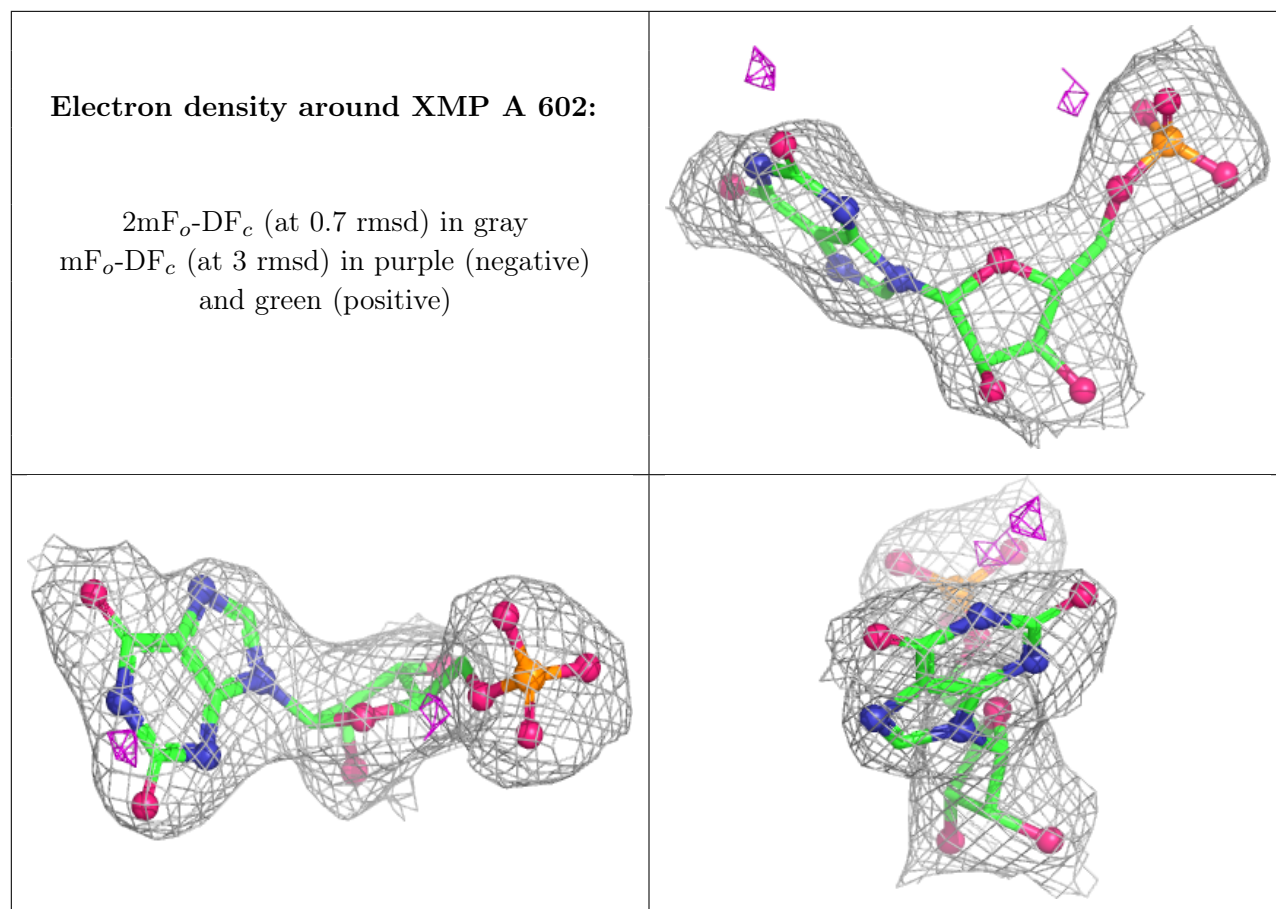 Electron density around XMP A 602:
2mFo-DFc (at 0.7 rmsd) in gray
mFo-DFc (at 3 rmsd) in purple (negative)
and green (positive)